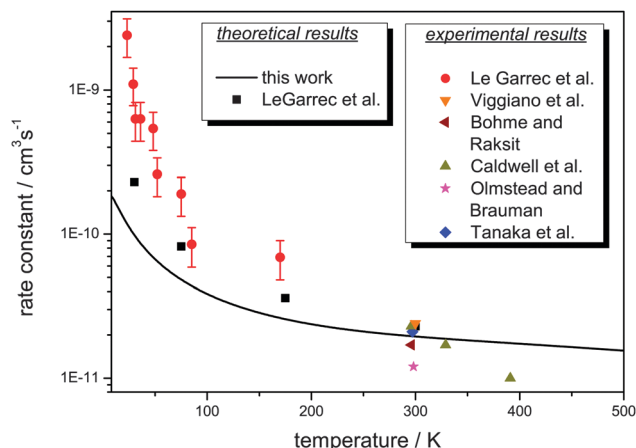 theoretical results
this work
LeGarrec et al.
experimental results
Le Garrec et al.
Viggiano et al.
Bohme and
Raksit
Caldwell et al.
Olmstead and
Brauman
Tanaka et al.
rate constant / cm³s⁻¹
1E-9
1E-10
1E-11
100
200
300
400
500
temperature / K